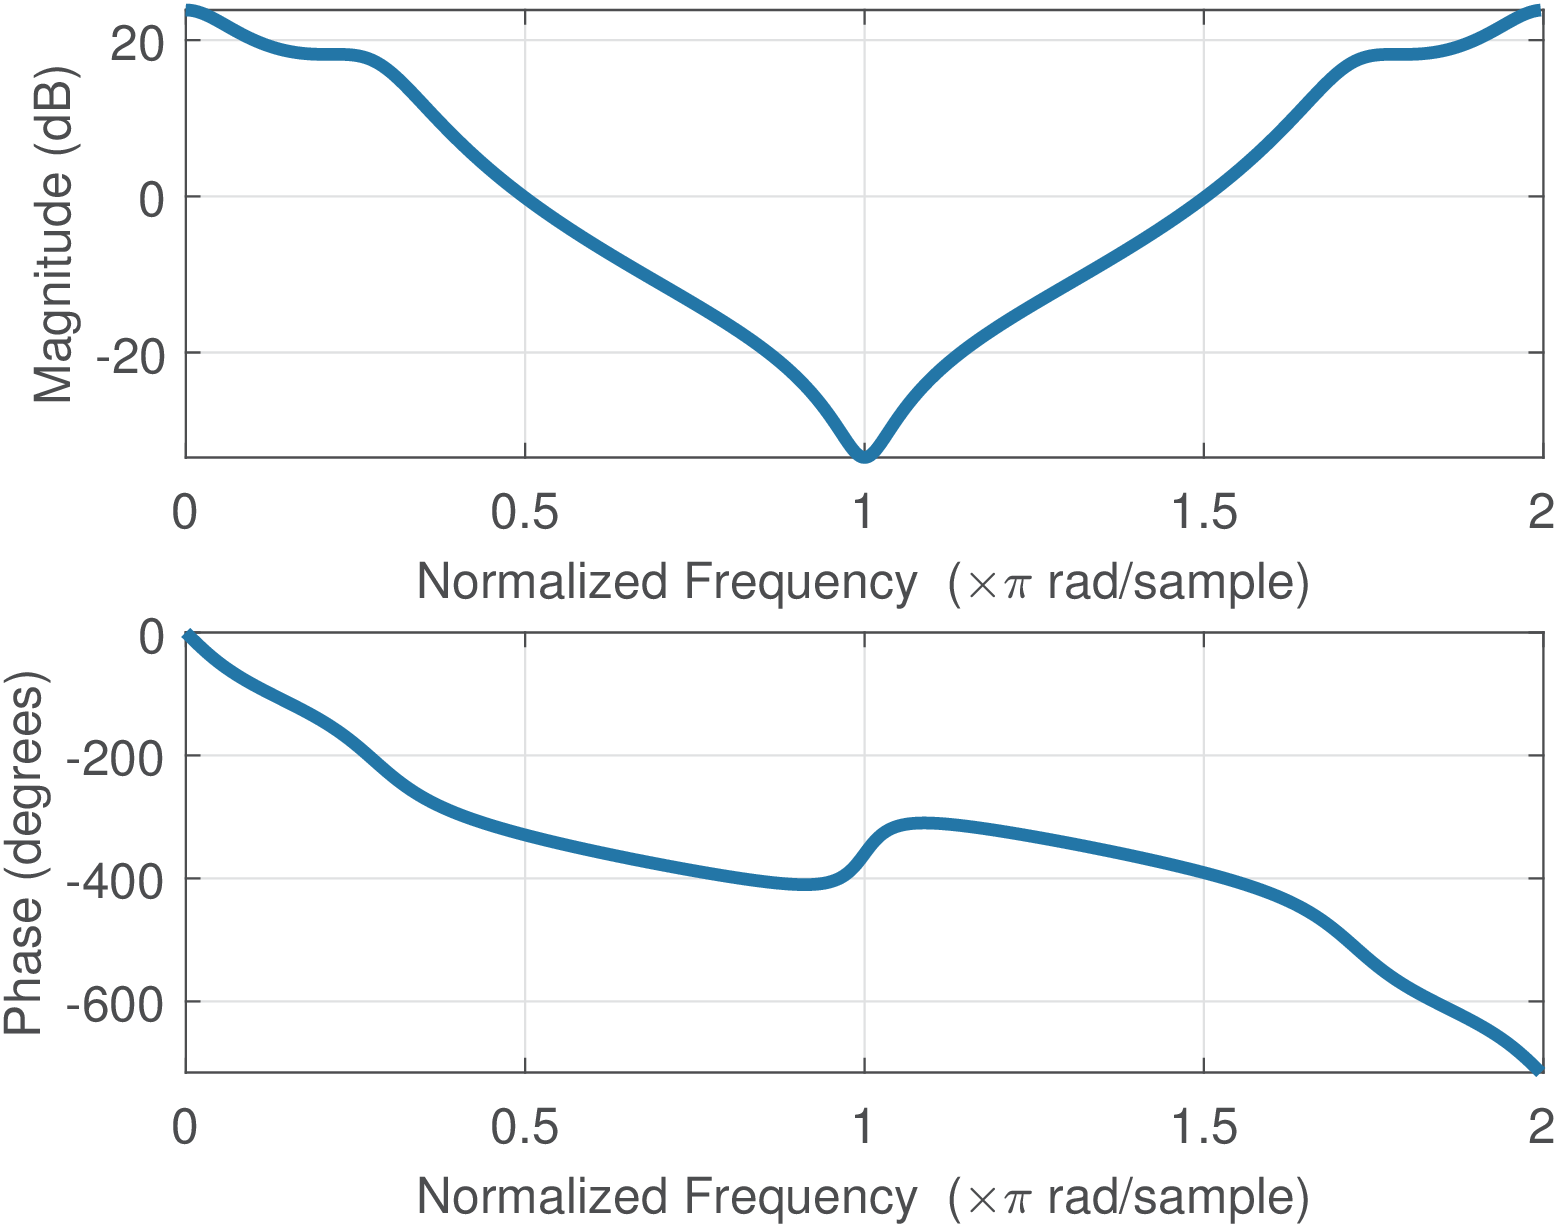 20
0
-20
Magnitude (dB)
0 0.5 1 1.5 2
Normalized Frequency (×π rad/sample)
0
-200
-400
-600
Phase (degrees)
0 0.5 1 1.5 2
Normalized Frequency (×π rad/sample)